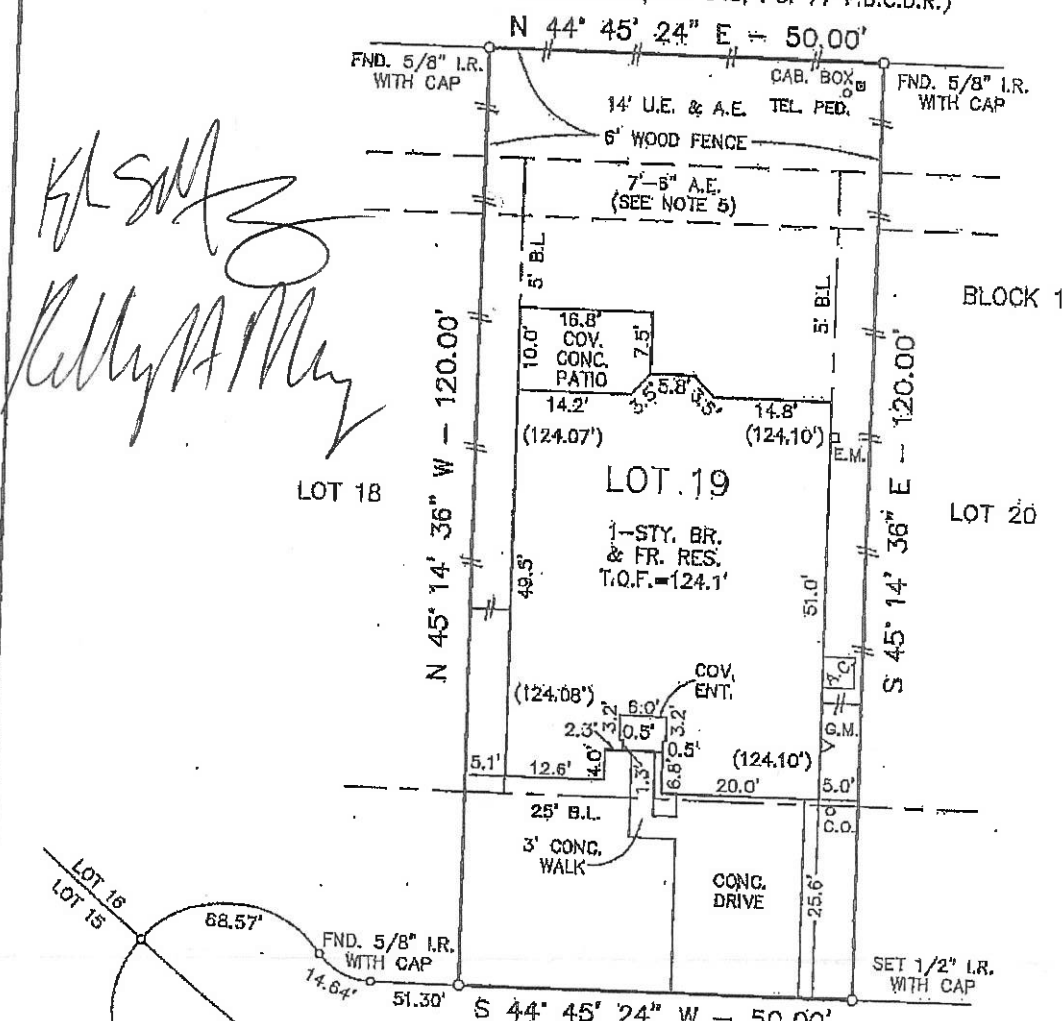 N 44° 45' 24" E - 50.00'
FND. 5/8" I.R.
WITH CAP
CAB. BOX
FND. 5/8" I.R.
WITH CAP
14' U.E. & A.E. TEL. PED.
6' WOOD FENCE
7'-6" A.E.
(SEE NOTE 5)
5' B.L.
5' B.L.
BLOCK 1
16.8'
COV.
CONC.
PATIO
10.0'
7.5'
14.2'
3.5'
5.8'
3.5'
14.8'
(124.07')
(124.10')
E.M.
N 45° 14' 36" W - 120.00'
S 45° 14' 36" E - 120.00'
LOT 18
LOT 19
LOT 20
1-STY. BR.
& FR. RES.
T.O.F.=124.1'
49.5'
51.0'
A/C
COV.
ENT.
(124.08')
6.0'
3.2'
3.2'
2.3'
0.5'
0.5'
G.M.
(124.10')
5.1'
12.6'
4.0'
1.3'
6.8'
20.0'
5.0'
25' B.L.
C.O.
3' CONC.
WALK
CONC.
DRIVE
25.6'
LOT 16
LOT 15
68.57'
FND. 5/8" I.R.
WITH CAP
14.64'
51.30'
SET 1/2" I.R.
WITH CAP
S 44° 45' 24" W - 50.00'